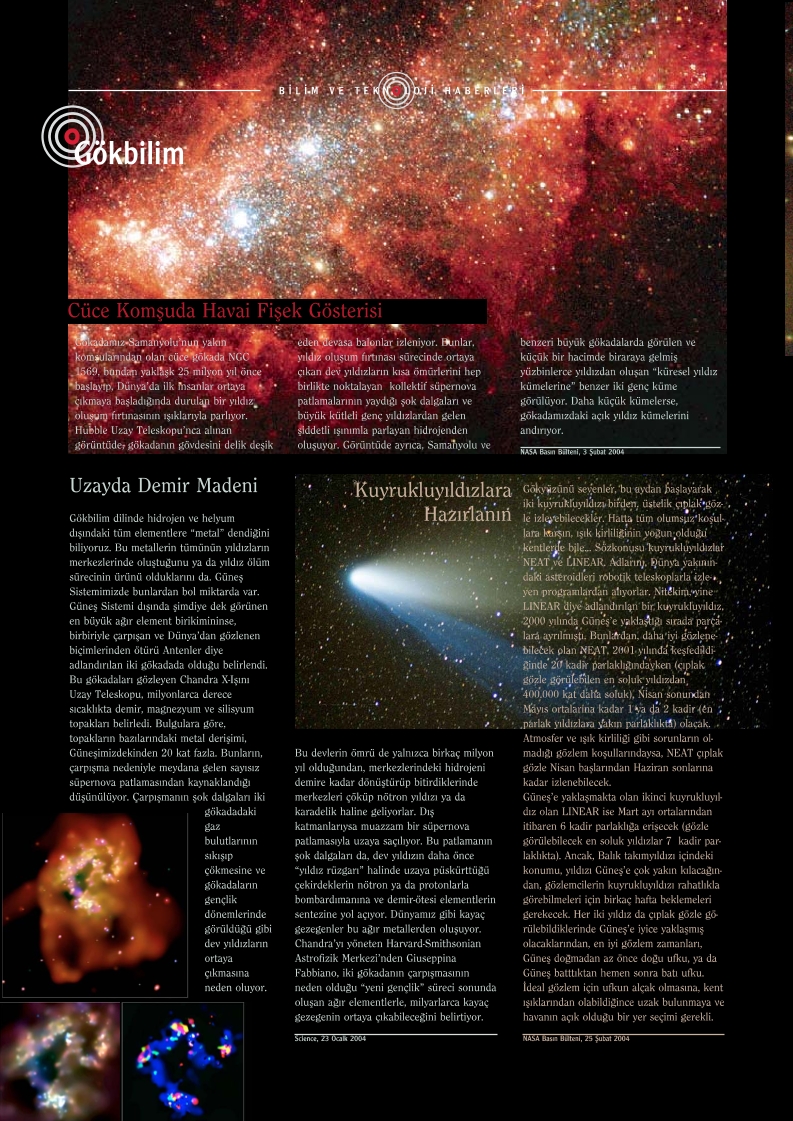 BİLİM VE TEKNOLOJİ HABERLERİ
Gökbilim
Cüce Komşuda Havai Fişek Gösterisi
Gökadamız Samanyolu'nun yakın
komşularından olan cüce gökada NGC
1569, bundan yaklaşk 25 milyon yıl önce
başlayıp, Dünya'da ilk insanlar ortaya
çıkmaya başladığında durulan bir yıldız
oluşum fırtınasının ışıklarıyla parlıyor.
Hubble Uzay Teleskopu'nca alınan
görüntüde, gökadanın gövdesini delik deşik
eden devasa balonlar izleniyor. Bunlar,
yıldız oluşum fırtınası sürecinde ortaya
çıkan dev yıldızların kısa ömürlerini hep
birlikte noktalayan kollektif süpernova
patlamalarının yaydığı şok dalgaları ve
büyük kütleli genç yıldızlardan gelen
şiddetli ışınımla parlayan hidrojenden
oluşuyor. Görüntüde ayrıca, Samanyolu ve
benzeri büyük gökadalarda görülen ve
küçük bir hacimde biraraya gelmiş
yüzbinlerce yıldızdan oluşan “küresel yıldız
kümelerine” benzer iki genç küme
görülüyor. Daha küçük kümelerse,
gökadamızdaki açık yıldız kümelerini
andırıyor.
NASA Basın Bülteni, 3 Şubat 2004
Uzayda Demir Madeni
Gökbilim dilinde hidrojen ve helyum
dışındaki tüm elementlere “metal” dendiğini
biliyoruz. Bu metallerin tümünün yıldızların
merkezlerinde oluştuğunu ya da yıldız ölüm
sürecinin ürünü olduklarını da. Güneş
Sistemimizde bunlardan bol miktarda var.
Güneş Sistemi dışında şimdiye dek görünen
en büyük ağır element birikimininse,
birbiriyle çarpışan ve Dünya'dan gözlenen
biçimlerinden ötürü Antenler diye
adlandırılan iki gökadada olduğu belirlendi.
Bu gökadaları gözleyen Chandra X-Işını
Uzay Teleskopu, milyonlarca derece
sıcaklıkta demir, magnezyum ve silisyum
topakları belirledi. Bulgulara göre,
topakların bazılarındaki metal derişimi,
Güneşimizdekinden 20 kat fazla. Bunların,
çarpışma nedeniyle meydana gelen sayısız
süpernova patlamasından kaynaklandığı
düşünülüyor. Çarpışmanın şok dalgaları iki
gökadadaki
gaz
bulutlarının
sıkışıp
çökmesine ve
gökadaların
gençlik
dönemlerinde
görüldüğü gibi
dev yıldızların
ortaya
çıkmasına
neden oluyor.
Bu devlerin ömrü de yalnızca birkaç milyon
yıl olduğundan, merkezlerindeki hidrojeni
demire kadar dönüştürüp bitirdiklerinde
merkezleri çöküp nötron yıldızı ya da
karadelik haline geliyorlar. Dış
katmanlarıysa muazzam bir süpernova
patlamasıyla uzaya saçılıyor. Bu patlamanın
şok dalgaları da, dev yıldızın daha önce
“yıldız rüzgarı” halinde uzaya püskürttüğü
çekirdeklerin nötron ya da protonlarla
bombardımanına ve demir-ötesi elementlerin
sentezine yol açıyor. Dünyamız gibi kayaç
gezegenler bu ağır metallerden oluşuyor.
Chandra'yı yöneten Harvard-Smithsonian
Astrofizik Merkezi'nden Giuseppina
Fabbiano, iki gökadanın çarpışmasının
neden olduğu “yeni gençlik” süreci sonunda
oluşan ağır elementlerle, milyarlarca kayaç
gezegenin ortaya çıkabileceğini belirtiyor.
Science, 23 Ocalk 2004
Kuyrukluyıldızlara
Hazırlanın
Gökyüzünü sevenler, bu aydan başlayarak
iki kuyrukluyıldızı birden, üstelik çıplak göz-
le izleyebilecekler. Hatta tüm olumsuz koşul-
lara karşın, ışık kirliliğinin yoğun olduğu
kentlerde bile... Sözkonusu kuyrukluyıldızlar
NEAT ve LINEAR. Adlarını, Dünya yakının-
daki asteroidleri robotik teleskoplarla izle-
yen programlardan alıyorlar. Nitekim yine
LINEAR diye adlandırılan bir kuyrukluyıldız,
2000 yılında Güneş'e yaklaştığı sırada parça-
lara ayrılmıştı. Bunlardan, daha iyi gözlene-
bilecek olan NEAT, 2001 yılında keşfedildi-
ğinde 20 kadir parlaklığındayken (çıplak
gözle görülebilen en soluk yıldızdan
400,000 kat daha soluk), Nisan sonundan
Mayıs ortalarına kadar 1 ya da 2 kadir (en
parlak yıldızlara yakın parlaklıkta) olacak.
Atmosfer ve ışık kirliliği gibi sorunların ol-
madığı gözlem koşullarındaysa, NEAT çıplak
gözle Nisan başlarından Haziran sonlarına
kadar izlenebilecek.
Güneş'e yaklaşmakta olan ikinci kuyrukluyıl-
dız olan LINEAR ise Mart ayı ortalarından
itibaren 6 kadir parlaklığa erişecek (gözle
görülebilecek en soluk yıldızlar 7 kadir par-
laklıkta). Ancak, Balık takımyıldızı içindeki
konumu, yıldızı Güneş'e çok yakın kılacağın-
dan, gözlemcilerin kuyrukluyıldızı rahatlıkla
görebilmeleri için birkaç hafta beklemeleri
gerekecek. Her iki yıldız da çıplak gözle gö-
rülebildiklerinde Güneş'e iyice yaklaşmış
olacaklarından, en iyi gözlem zamanları,
Güneş doğmadan az önce doğu ufku, ya da
Güneş batttıktan hemen sonra batı ufku.
İdeal gözlem için ufkun alçak olmasına, kent
ışıklarından olabildiğince uzak bulunmaya ve
havanın açık olduğu bir yer seçimi gerekli.
NASA Basın Bülteni, 25 Şubat 2004